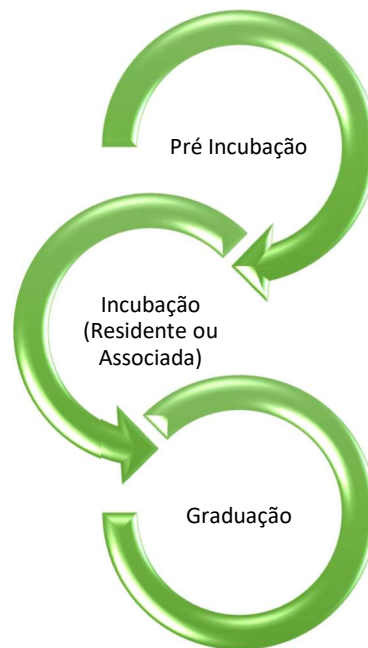 Pré Incubação
Incubação
(Residente ou
Associada)
Graduação